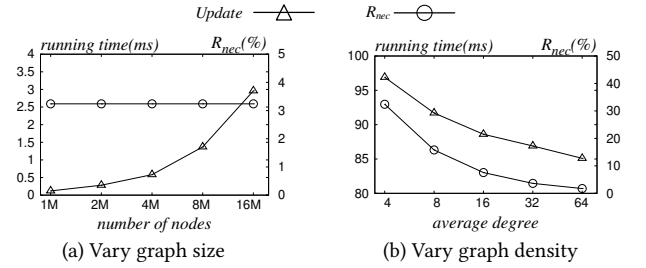 Update R_nec
running time(ms) R_nec(%) running time(ms) R_nec(%)
4 5 100 50
3.5 4 95 40
3 3 90 30
2.5 2 85 20
2 1 80 10
1.5 0 0
1
0.5
0
1M 2M 4M 8M 16M 4 8 16 32 64
number of nodes average degree
(a) Vary graph size (b) Vary graph density